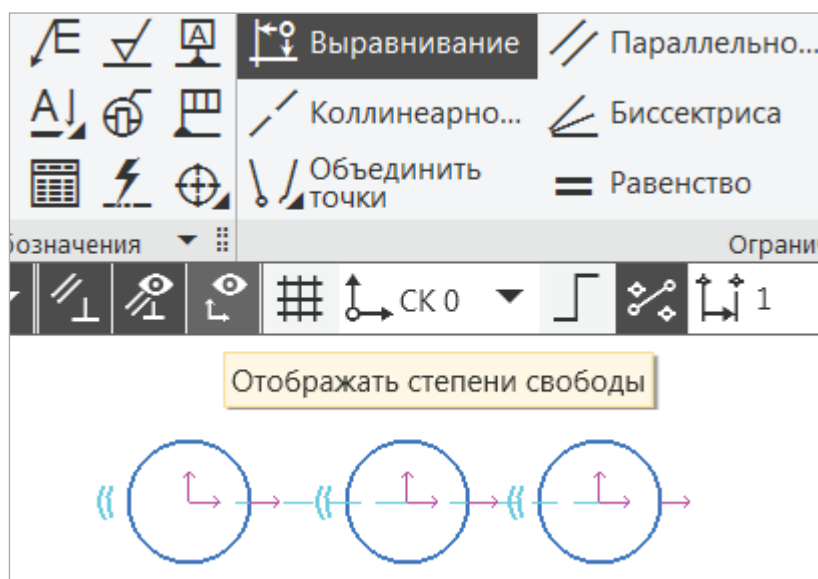 Выравнивание
Параллельно...
Коллинеарно...
Биссектриса
Объединить
точки
Равенство
означения
Ограни
СК 0
1
Отображать степени свободы